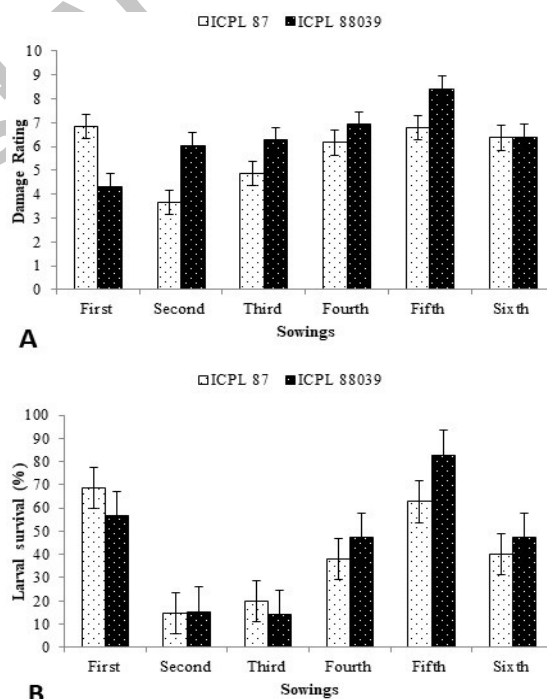 ICPL 87 ICPL 88039
10
9
8
7
6
5
4
3
2
1
0
Damage Rating
First Second Third Fourth Fifth Sixth
Sowings
A
ICPL 87 ICPL 88039
100
90
80
70
60
50
40
30
20
10
0
Larval survival (%)
First Second Third Fourth Fifth Sixth
Sowings
B